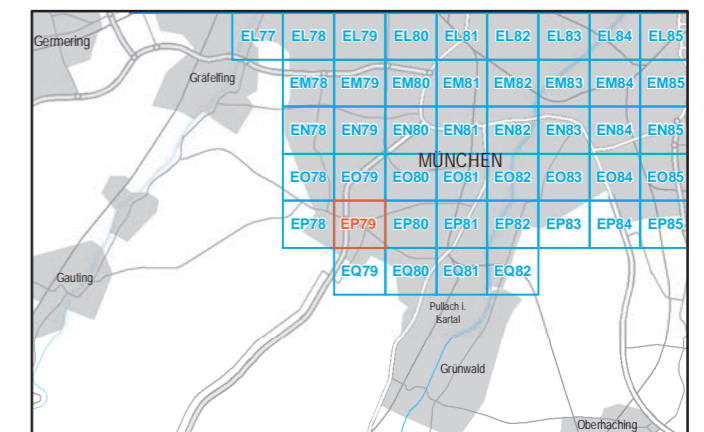 EL77 EL78 EL79 EL80 EL81 EL82 EL83 EL84 EL85
Germering
Gräfelfing
EM78 EM79 EM80 EM81 EM82 EM83 EM84 EM85
EN78 EN79 EN80 EN81 EN82 EN83 EN84 EN85
MÜNCHEN
EO78 EO79 EO80 EO81 EO82 EO83 EO84 EO85
EP78 EP79 EP80 EP81 EP82 EP83 EP84 EP85
EQ79 EQ80 EQ81 EQ82
Gauting
Pullach i.
Isartal
Grünwald
Oberhaching